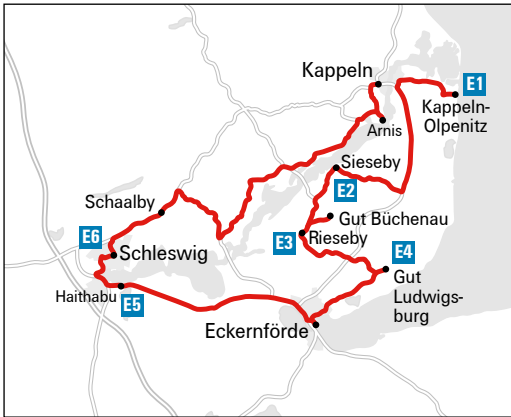 Kappeln
E1
Kappeln-
Olpenitz
Arnis
Sieseby
E2
Schaalby
Gut Büchenau
E3
Rieseby
E4
Gut
Ludwigs-
burg
E6
Schleswig
Haithabu
E5
Eckernförde